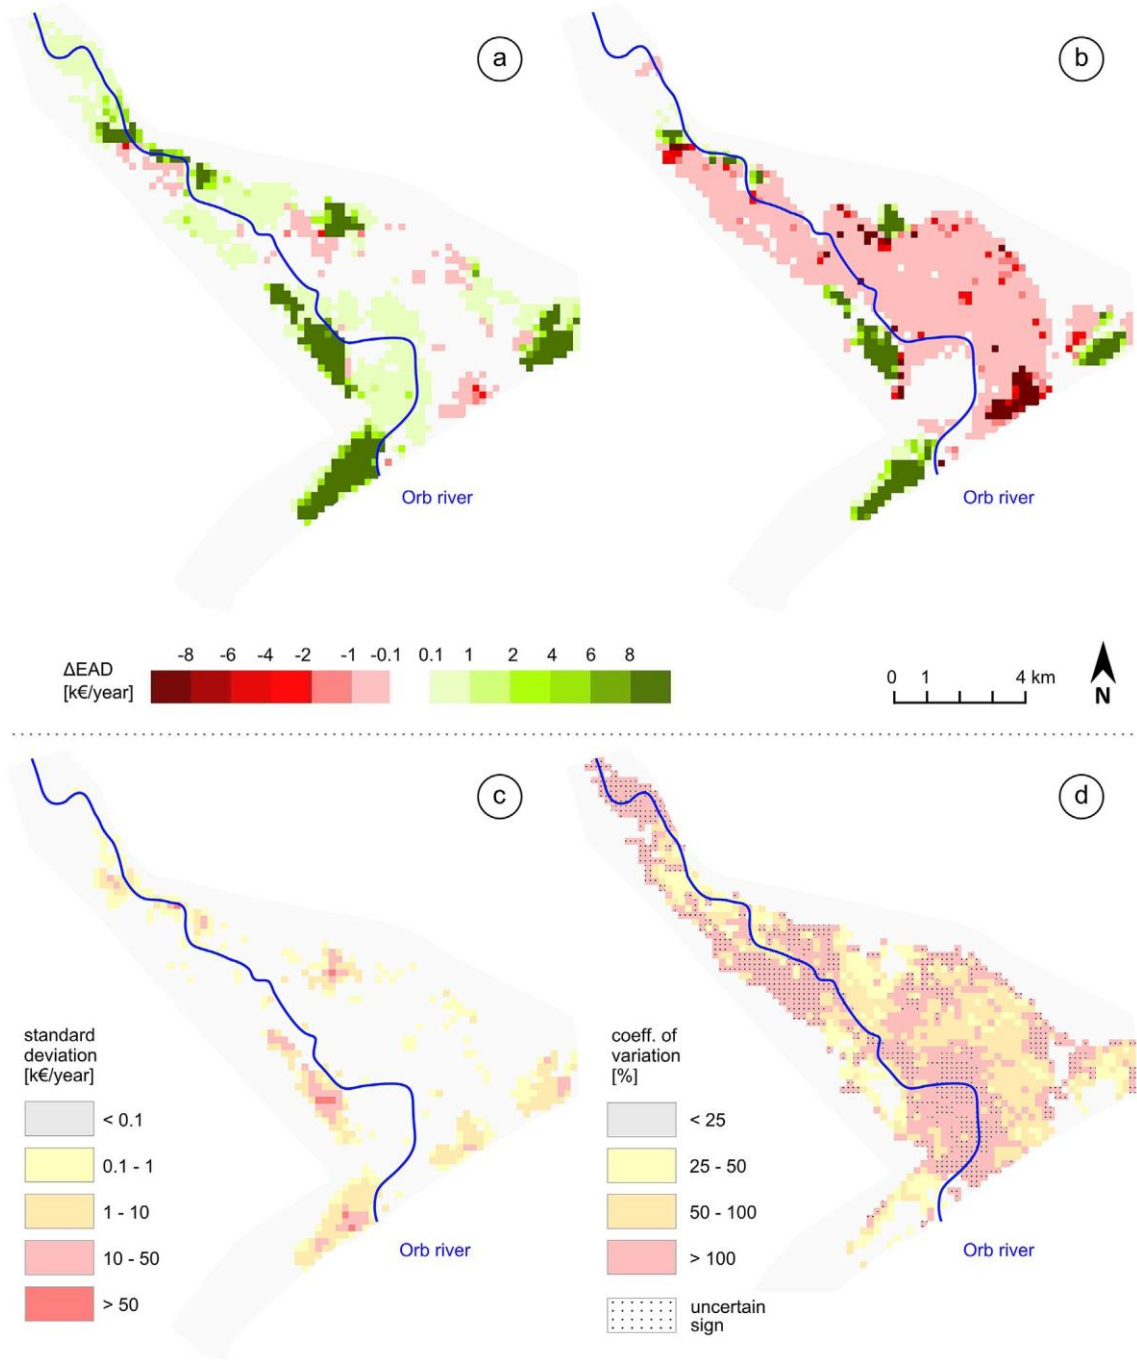 a
b
Orb river
Orb river
ΔEAD
[k€/year]
-8 -6 -4 -2 -1 -0.1 0.1 1 2 4 6 8
0 1 4 km
N
c
d
standard
deviation
[k€/year]
< 0.1
0.1 - 1
1 - 10
10 - 50
> 50
Orb river
coeff. of
variation
[%]
< 25
25 - 50
50 - 100
> 100
uncertain
sign
Orb river